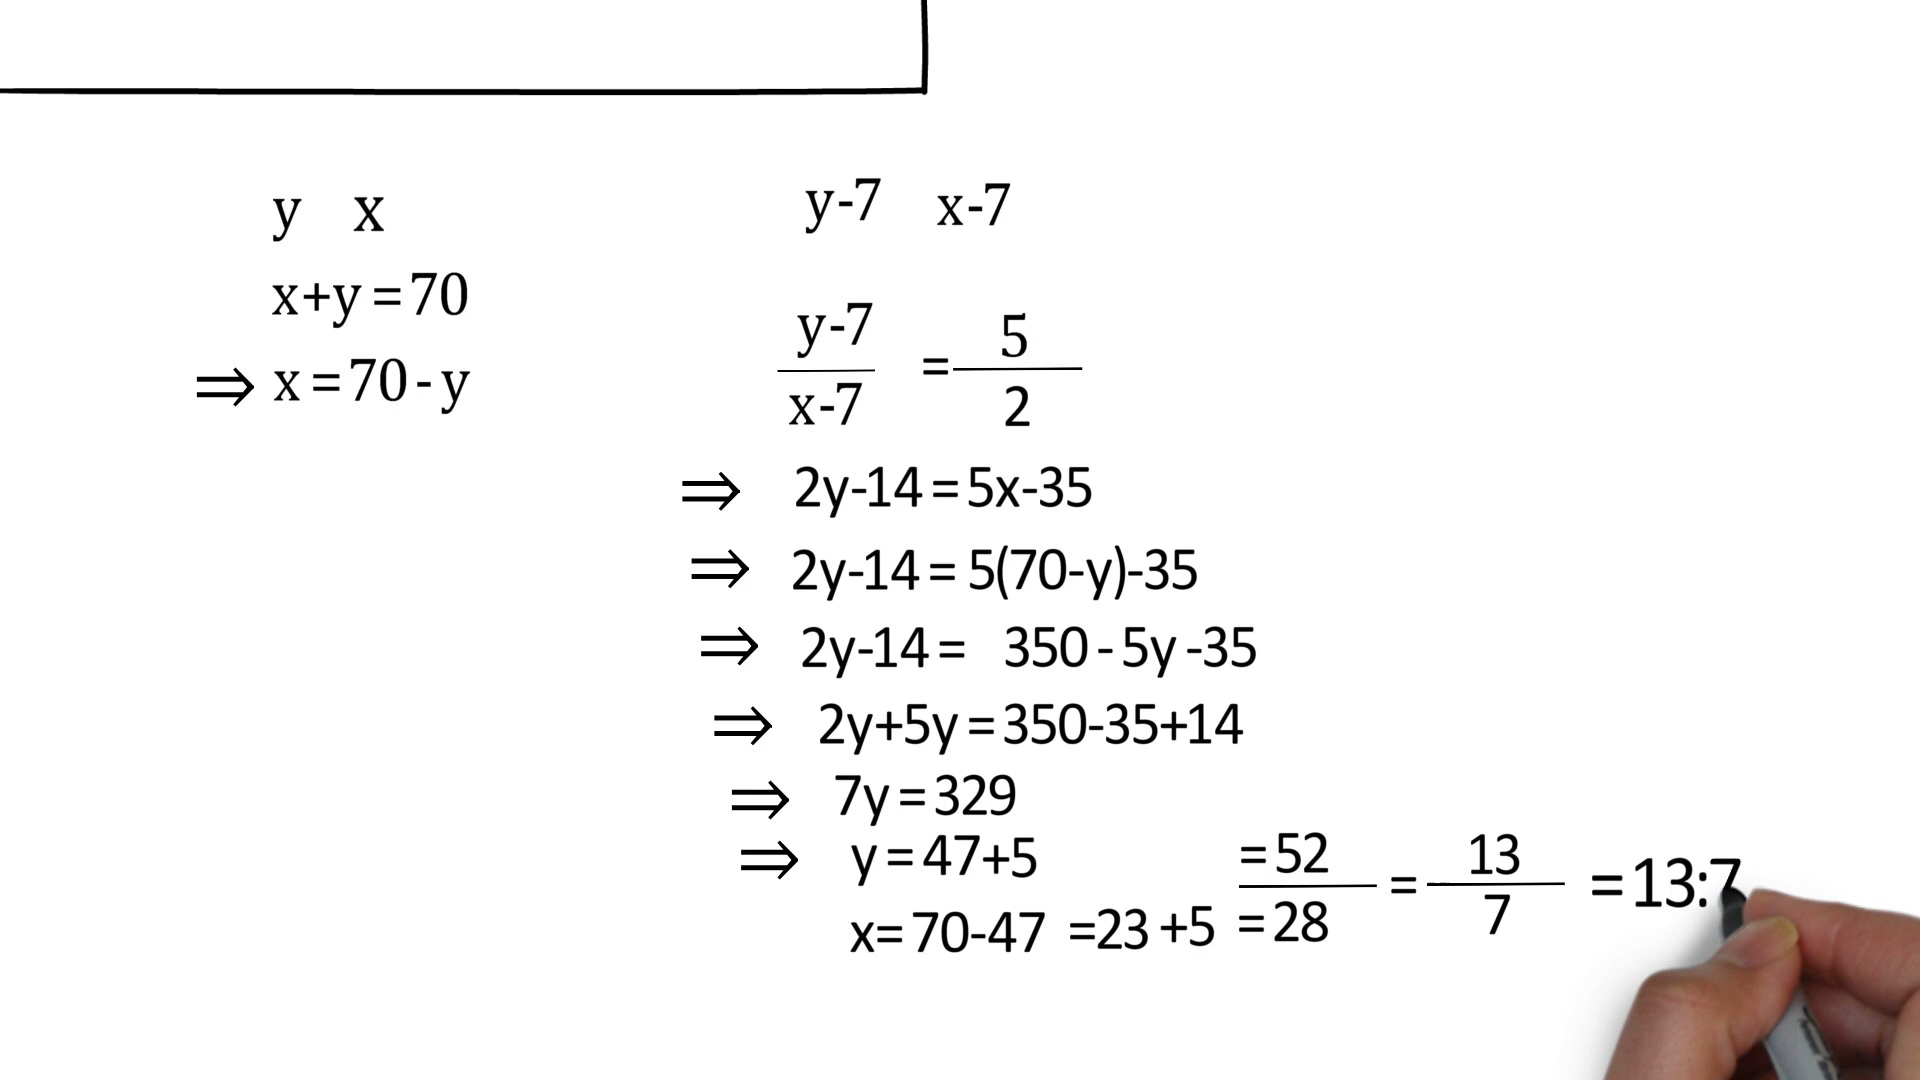 y x
x+y = 70
⇒ x = 70 - y
y-7 x-7
y-7
x-7
= 5
2
⇒ 2y-14 = 5x-35
⇒ 2y-14 = 5(70-y)-35
⇒ 2y-14 = 350 - 5y -35
⇒ 2y+5y = 350-35+14
⇒ 7y = 329
⇒ y = 47+5 = 52
x= 70-47 =23 +5 = 28
= 13
7
= 13:7